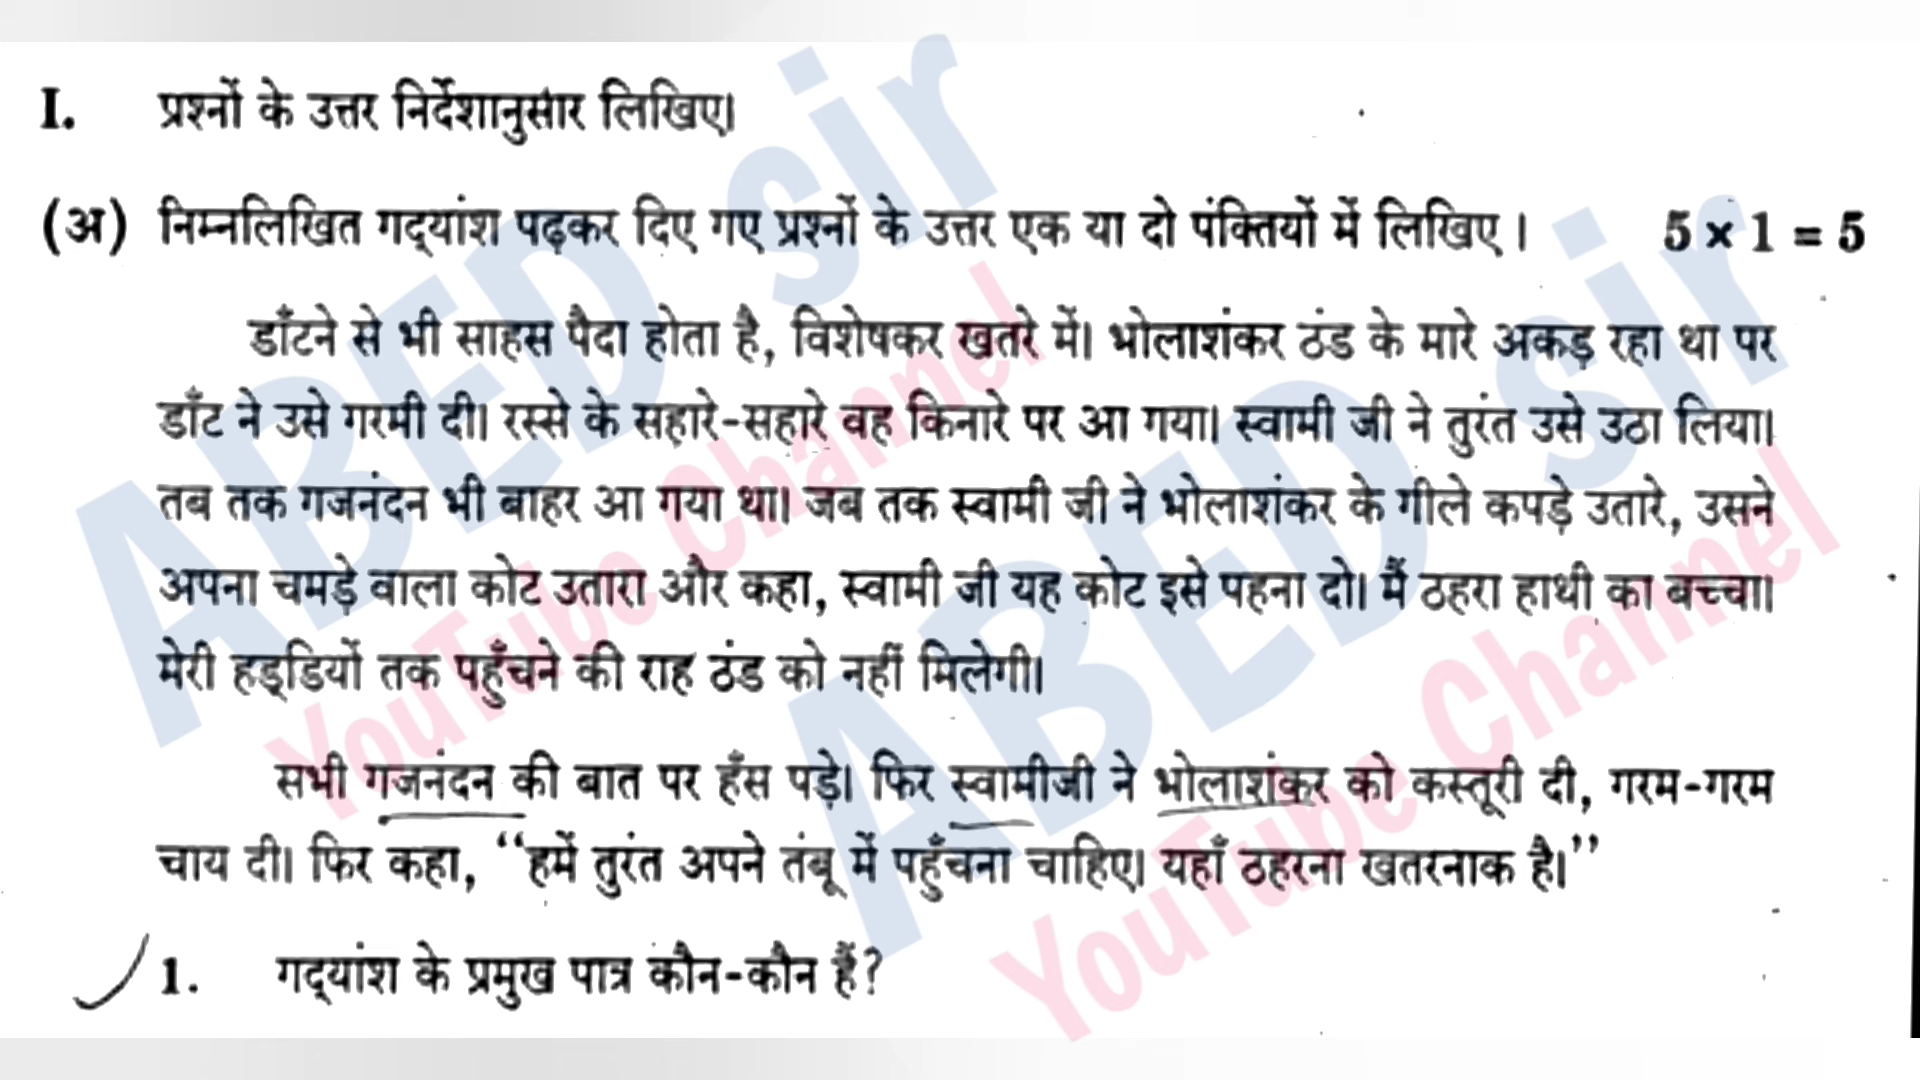 I. प्रश्नों के उत्तर निर्देशानुसार लिखिए।
(अ) निम्नलिखित गद्‌यांश पढ़कर दिए गए प्रश्नों के उत्तर एक या दो पंक्तियों में लिखिए । 5 × 1 = 5
डाँटने से भी साहस पैदा होता है, विशेषकर खतरे में। भोलाशंकर ठंड के मारे अकड़ रहा था पर
डाँट ने उसे गरमी दी। रस्से के सहारे-सहारे वह किनारे पर आ गया। स्वामी जी ने तुरंत उसे उठा लिया।
तब तक गजनंदन भी बाहर आ गया था। जब तक स्वामी जी ने भोलाशंकर के गीले कपड़े उतारे, उसने
अपना चमड़े वाला कोट उतारा और कहा, स्वामी जी यह कोट इसे पहना दो। मैं ठहरा हाथी का बच्चा।
मेरी हड्‌डियों तक पहुँचने की राह ठंड को नहीं मिलेगी।
सभी गजनंदन की बात पर हँस पड़े। फिर स्वामीजी ने भोलाशंकर को कस्तूरी दी, गरम-गरम
चाय दी। फिर कहा, “हमें तुरंत अपने तंबू में पहुँचना चाहिए। यहाँ ठहरना खतरनाक है।”
1. गद्‌यांश के प्रमुख पात्र कौन-कौन हैं?
ABED sir
YouTube Channel
ABED sir
YouTube Channel